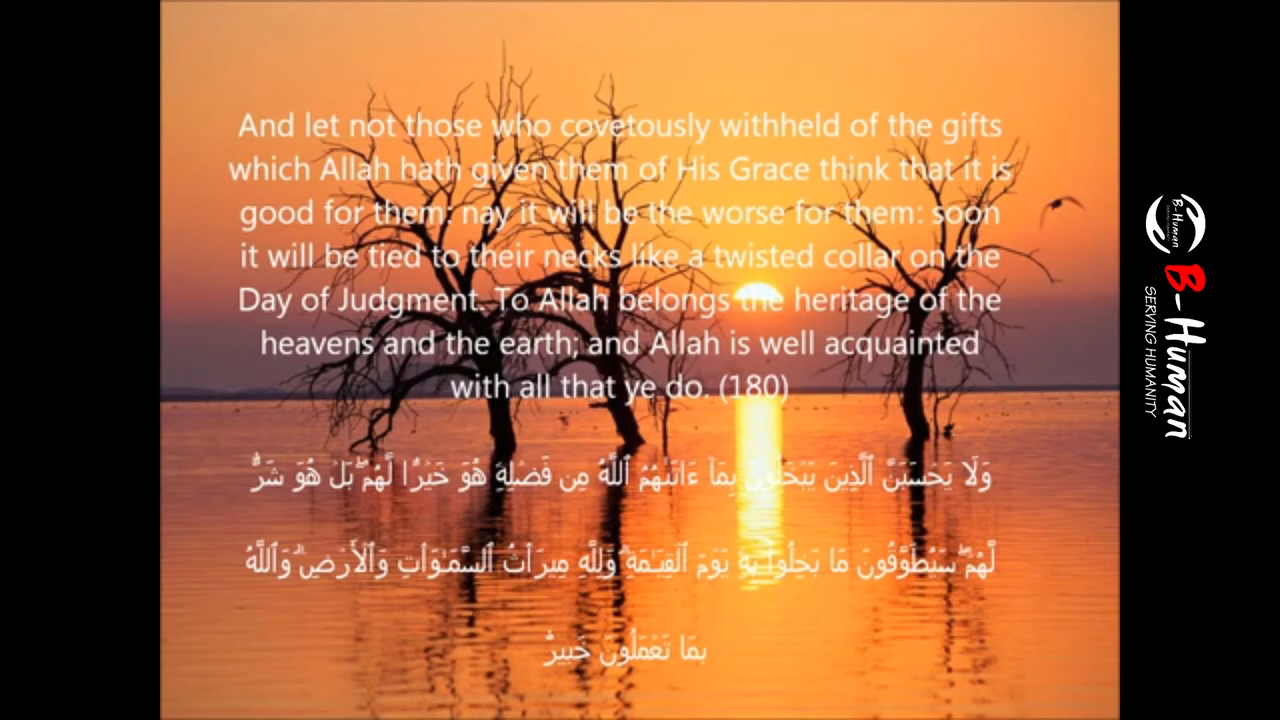 And let not those who covetously withheld of the gifts
which Allah hath given them of His Grace think that it is
good for them: nay it will be the worse for them: soon
it will be tied to their necks like a twisted collar on the
Day of Judgment. To Allah belongs the heritage of the
heavens and the earth; and Allah is well acquainted
with all that ye do. (180)
وَلَا يَحْسَبَنَّ ٱلَّذِينَ يَبْخَلُونَ بِمَآ ءَاتَىٰهُمُ ٱللَّهُ مِن فَضْلِهِۦ هُوَ خَيْرًا لَّهُم ۖ بَلْ هُوَ شَرٌّ
لَّهُمْ ۖ سَيُطَوَّقُونَ مَا بَخِلُوا۟ بِهِۦ يَوْمَ ٱلْقِيَـٰمَةِ ۗ وَلِلَّهِ مِيرَٰثُ ٱلسَّمَـٰوَٰتِ وَٱلْأَرْضِ ۗ وَٱللَّهُ
بِمَا تَعْمَلُونَ خَبِيرٌ
B-Human
B-Human
SERVING HUMANITY